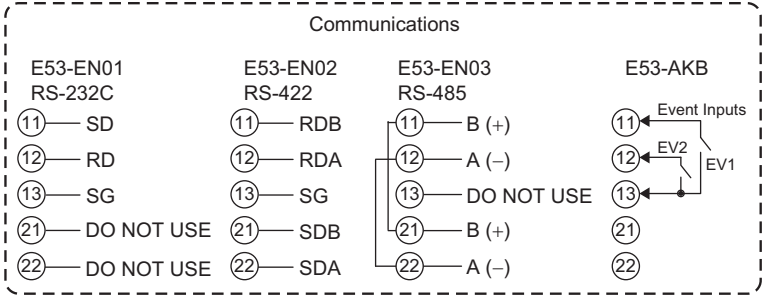 Communications
E53-EN01
RS-232C
11 SD
12 RD
13 SG
21 DO NOT USE
22 DO NOT USE
E53-EN02
RS-422
11 RDB
12 RDA
13 SG
21 SDB
22 SDA
E53-EN03
RS-485
11 B (+)
12 A (−)
13 DO NOT USE
21 B (+)
22 A (−)
E53-AKB
11 Event Inputs
12 EV2
EV1
13
21
22